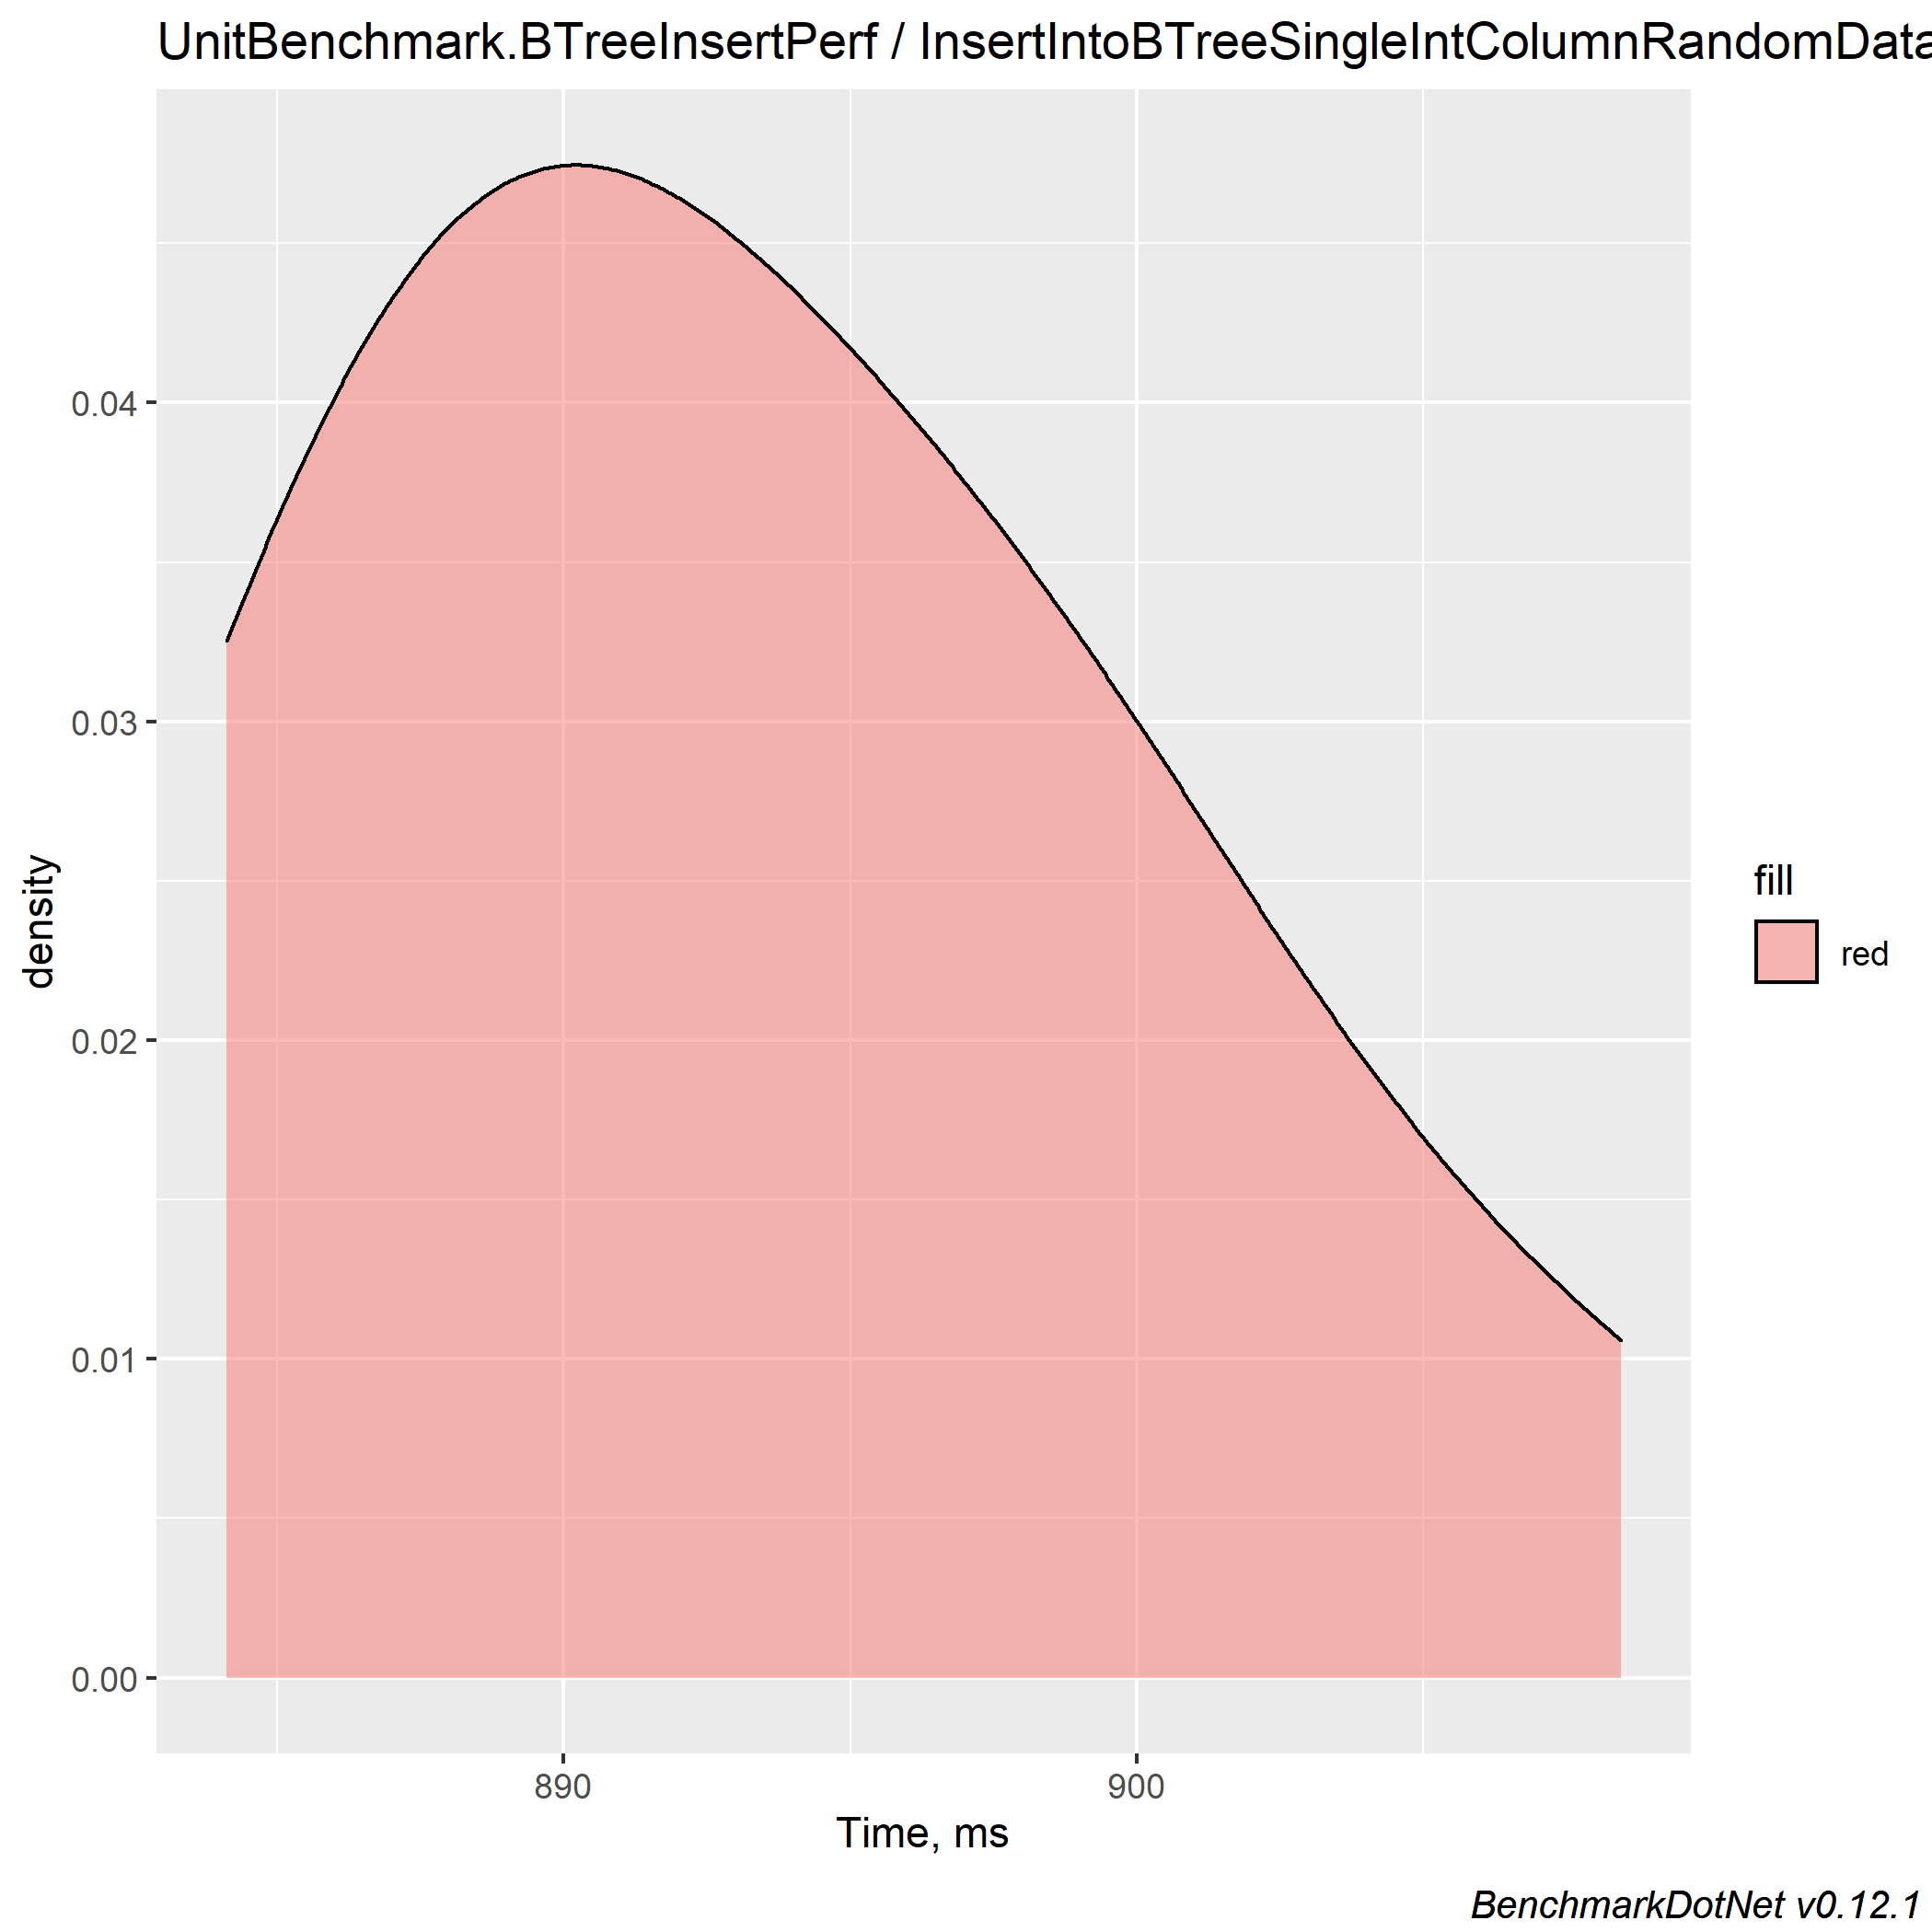 UnitBenchmark.BTreeInsertPerf / InsertIntoBTreeSingleIntColumnRandomData
density
0.04
0.03
0.02
0.01
0.00
890
900
Time, ms
fill
red
BenchmarkDotNet v0.12.1